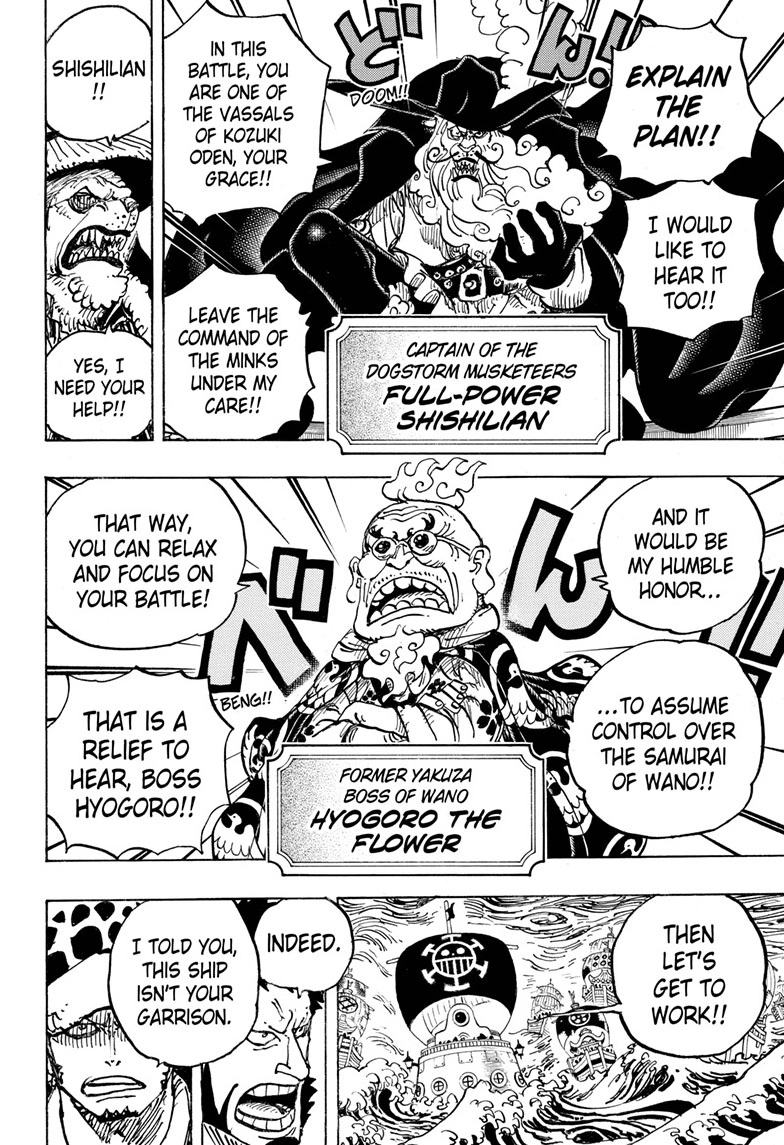 EXPLAIN
THE
PLAN!!
I WOULD
LIKE TO
HEAR IT
TOO!!
ど
ん!!
DOOM!!
IN THIS
BATTLE, YOU
ARE ONE OF
THE VASSALS
OF KOZUKI
ODEN, YOUR
GRACE!!
LEAVE THE
COMMAND OF
THE MINKS
UNDER MY
CARE!!
CAPTAIN OF THE
DOGSTORM MUSKETEERS
FULL-POWER
SHISHILIAN
SHISHILIAN
!!
YES, I
NEED YOUR
HELP!!
AND IT
WOULD BE
MY HUMBLE
HONOR...
...TO ASSUME
CONTROL OVER
THE SAMURAI
OF WANO!!
べ
ん
BENG!!
FORMER YAKUZA
BOSS OF WANO
HYOGORO THE
FLOWER
THAT WAY,
YOU CAN RELAX
AND FOCUS ON
YOUR BATTLE!
THAT IS A
RELIEF TO
HEAR, BOSS
HYOGORO!!
THEN
LET'S
GET TO
WORK!!
INDEED.
I TOLD YOU,
THIS SHIP
ISN'T YOUR
GARRISON.